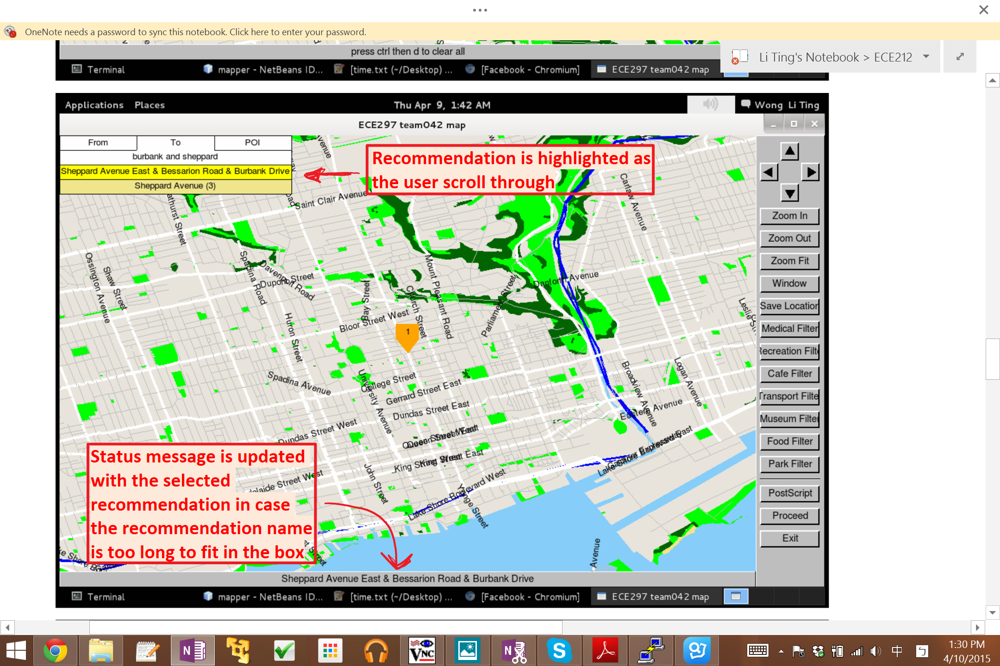 OneNote needs a password to sync this notebook. Click here to enter your password.
press ctrl then d to clear all
Li Ting's Notebook > ECE212
Terminal
mapper - NetBeans ID...
[time.txt (~/Desktop) ...
[Facebook - Chromium]
ECE297 team042 map
Applications Places
Thu Apr 9, 1:42 AM
Wong Li Ting
ECE297 team042 map
From To POI
burbank and sheppard
Sheppard Avenue East & Bessarion Road & Burbank Drive
Sheppard Avenue (3)
Recommendation is highlighted as
the user scroll through
Saint Clair Avenue
athurst Street
Carlaw Avenue
Ossington Avenue
Shaw Street
Spadina Road
Davenport Road
Dupont Street
Huron Street
Bay Street
Bloor Street West
Church Street
Mount Pleasant Road
Parliament Street
Danforth Avenue
1
Spadina Avenue
University Avenue
College Street
Gerrard Street East
Dundas Street East
Dundas Street West
Queen Street West
Queen Street East
King Street West
King Street East
delaide Street West
John Street
Lake Shore Boulevard West
Yonge Street
Broadview Avenue
Logan Avenue
Eastern Avenue
Gardiner Expressway
Lake Shore Boulevard East
Avenue
Zoom In
Zoom Out
Zoom Fit
Window
Save Location
Medical Filter
Recreation Filte
Cafe Filter
Transport Filte
Museum Filter
Food Filter
Park Filter
PostScript
Proceed
Exit
Status message is updated
with the selected
recommendation in case
the recommendation name
is too long to fit in the box
Sheppard Avenue East & Bessarion Road & Burbank Drive
Terminal
mapper - NetBeans ID...
[time.txt (~/Desktop) ...
[Facebook - Chromium]
ECE297 team042 map
VNC
中
ㄅ
1:30 PM
4/10/2015